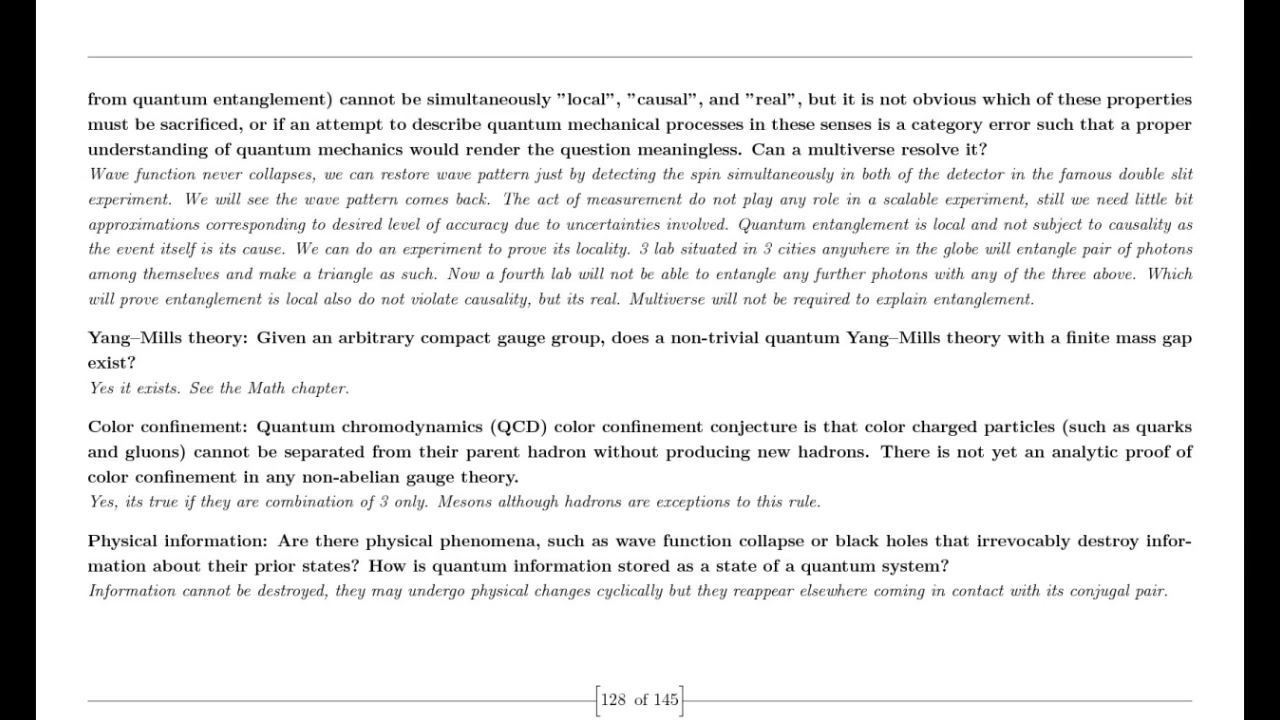 from quantum entanglement) cannot be simultaneously ”local”, ”causal”, and ”real”, but it is not obvious which of these properties
must be sacrificed, or if an attempt to describe quantum mechanical processes in these senses is a category error such that a proper
understanding of quantum mechanics would render the question meaningless. Can a multiverse resolve it?
Wave function never collapses, we can restore wave pattern just by detecting the spin simultaneously in both of the detector in the famous double slit
experiment. We will see the wave pattern comes back. The act of measurement do not play any role in a scalable experiment, still we need little bit
approximations corresponding to desired level of accuracy due to uncertainties involved. Quantum entanglement is local and not subject to causality as
the event itself is its cause. We can do an experiment to prove its locality. 3 lab situated in 3 cities anywhere in the globe will entangle pair of photons
among themselves and make a triangle as such. Now a fourth lab will not be able to entangle any further photons with any of the three above. Which
will prove entanglement is local also do not violate causality, but its real. Multiverse will not be required to explain entanglement.
Yang–Mills theory: Given an arbitrary compact gauge group, does a non-trivial quantum Yang–Mills theory with a finite mass gap
exist?
Yes it exists. See the Math chapter.
Color confinement: Quantum chromodynamics (QCD) color confinement conjecture is that color charged particles (such as quarks
and gluons) cannot be separated from their parent hadron without producing new hadrons. There is not yet an analytic proof of
color confinement in any non-abelian gauge theory.
Yes, its true if they are combination of 3 only. Mesons although hadrons are exceptions to this rule.
Physical information: Are there physical phenomena, such as wave function collapse or black holes that irrevocably destroy infor-
mation about their prior states? How is quantum information stored as a state of a quantum system?
Information cannot be destroyed, they may undergo physical changes cyclically but they reappear elsewhere coming in contact with its conjugal pair.
[128 of 145]